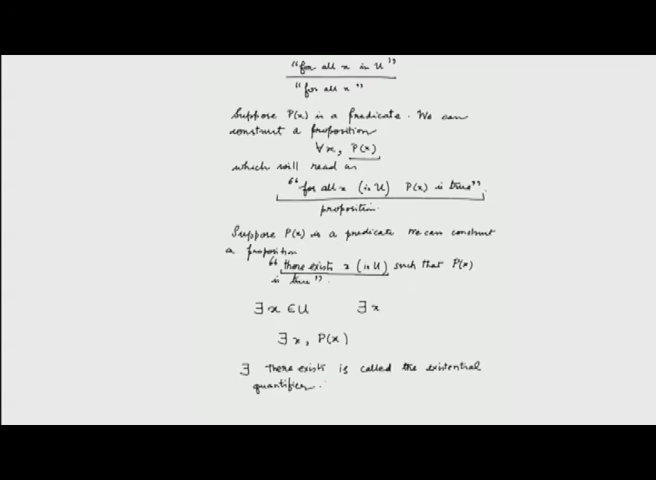 "for all x in U"
"for all x"
Suppose P(x) is a predicate. We can
construct a proposition
∀x, P(x)
which will read as
"for all x (in U) P(x) is true"
proposition.
Suppose P(x) is a predicate We can construct
a proposition
"there exists x (in U) such that P(x)
is true".
∃ x ∈ U ∃ x
∃ x, P(x)
∃ There exists is called the existential
quantifier.